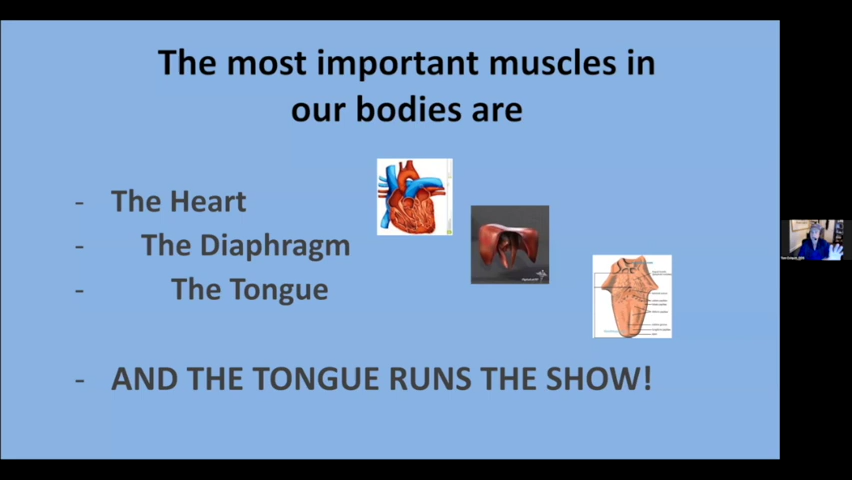 The most important muscles in
our bodies are
- The Heart
- The Diaphragm
- The Tongue
- AND THE TONGUE RUNS THE SHOW!